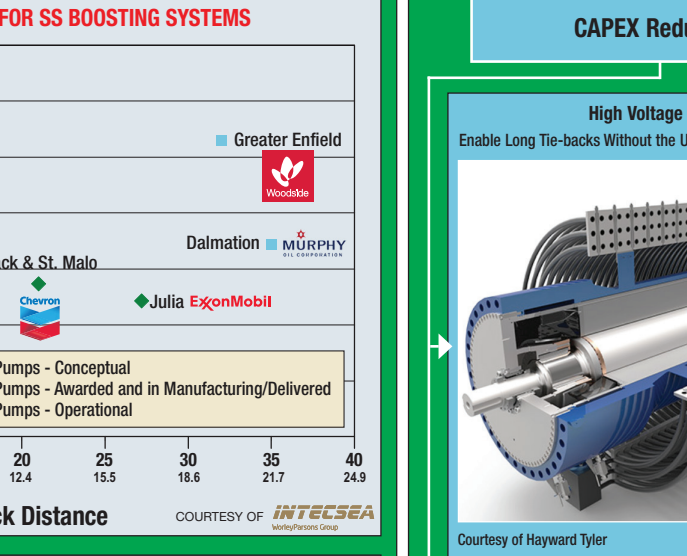 FOR SS BOOSTING SYSTEMS
Greater Enfield
Woodside
Dalmation
MURPHY
OIL CORPORATION
ack & St. Malo
Chevron
Julia ExxonMobil
Pumps - Conceptual
Pumps - Awarded and in Manufacturing/Delivered
Pumps - Operational
20 25 30 35 40
12.4 15.5 18.6 21.7 24.9
ck Distance
COURTESY OF INTECSEA
WorleyParsons Group
CAPEX Redu
High Voltage
Enable Long Tie-backs Without the U
Courtesy of Hayward Tyler